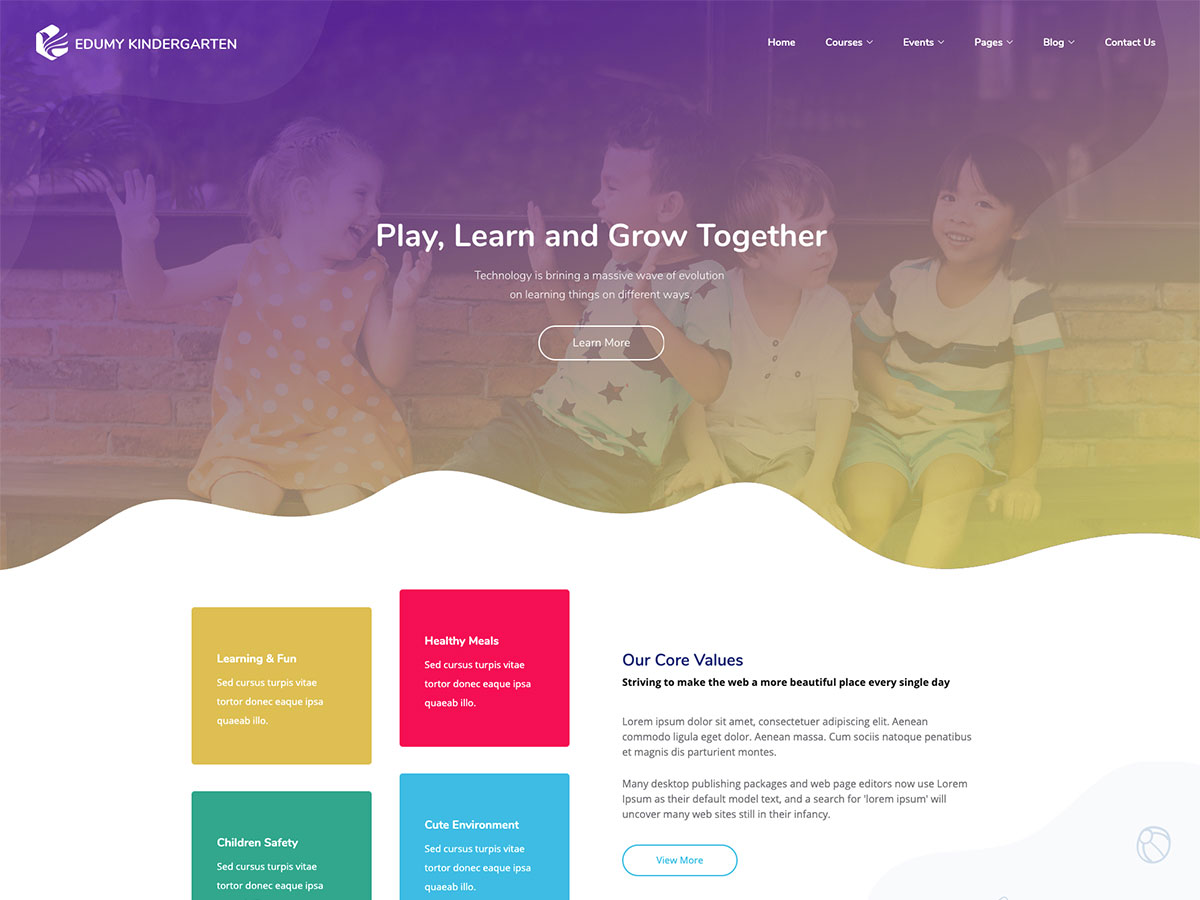 EDUMY KINDERGARTEN
Home Courses Events Pages Blog Contact Us
Play, Learn and Grow Together
Technology is brining a massive wave of evolution
on learning things on different ways.
Learn More
Learning & Fun
Sed cursus turpis vitae
tortor donec eaque ipsa
quaeab illo.
Healthy Meals
Sed cursus turpis vitae
tortor donec eaque ipsa
quaeab illo.
Children Safety
Sed cursus turpis vitae
tortor donec eaque ipsa
Cute Environment
Sed cursus turpis vitae
tortor donec eaque ipsa
quaeab illo.
Our Core Values
Striving to make the web a more beautiful place every single day
Lorem ipsum dolor sit amet, consectetuer adipiscing elit. Aenean
commodo ligula eget dolor. Aenean massa. Cum sociis natoque penatibus
et magnis dis parturient montes.
Many desktop publishing packages and web page editors now use Lorem
Ipsum as their default model text, and a search for 'lorem ipsum' will
uncover many web sites still in their infancy.
View More